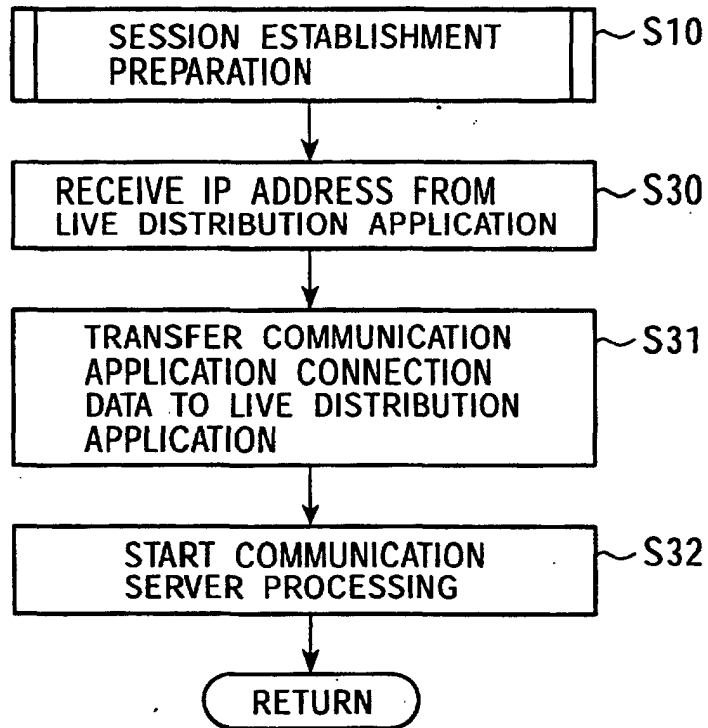 SESSION ESTABLISHMENT
PREPARATION
S10
RECEIVE IP ADDRESS FROM
LIVE DISTRIBUTION APPLICATION
S30
TRANSFER COMMUNICATION
APPLICATION CONNECTION
DATA TO LIVE DISTRIBUTION
APPLICATION
S31
START COMMUNICATION
SERVER PROCESSING
S32
RETURN